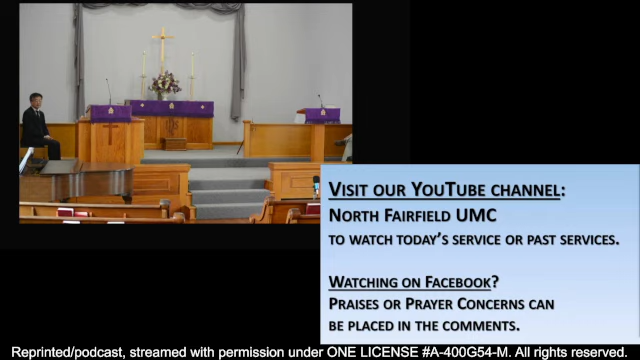 VISIT OUR YOUTUBE CHANNEL:
NORTH FAIRFIELD UMC
TO WATCH TODAY'S SERVICE OR PAST SERVICES.
WATCHING ON FACEBOOK?
PRAISES OR PRAYER CONCERNS CAN
BE PLACED IN THE COMMENTS.
Reprinted/podcast, streamed with permission under ONE LICENSE #A-400G54-M. All rights reserved.